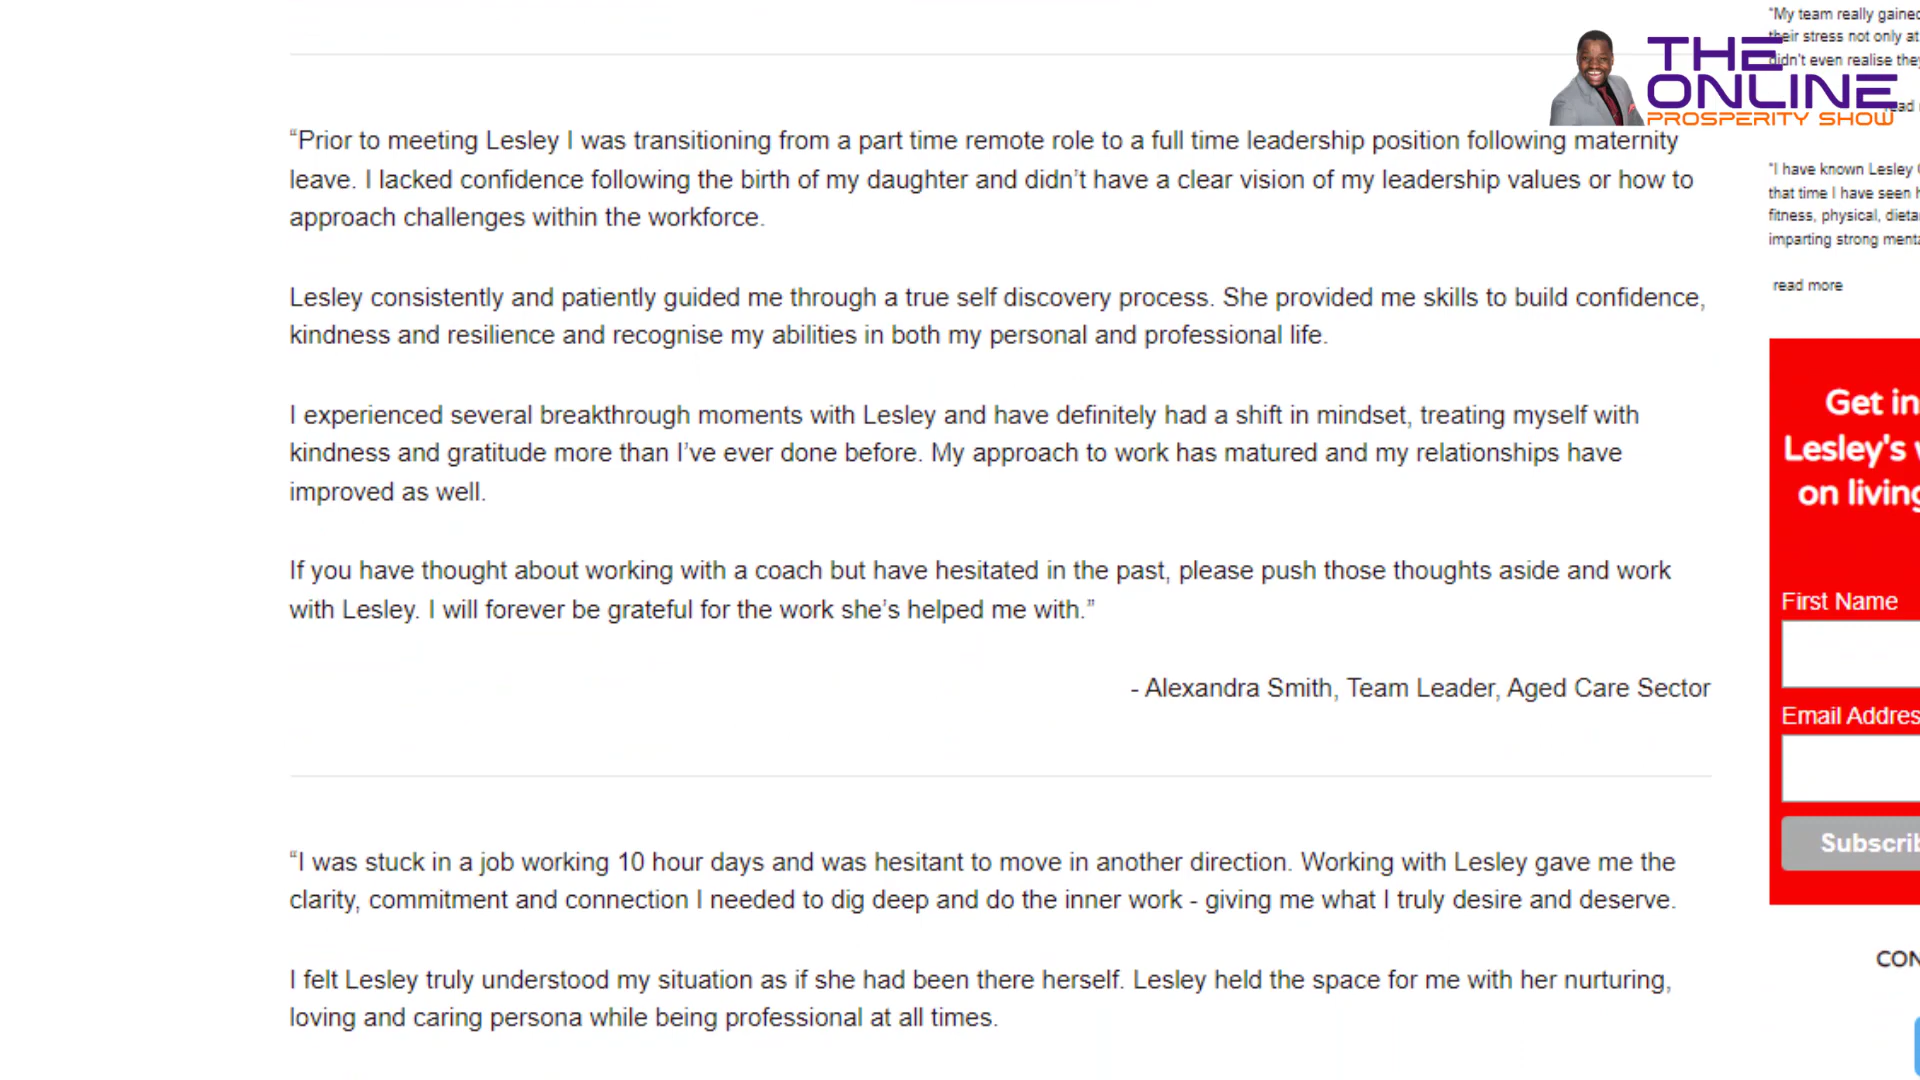 “Prior to meeting Lesley I was transitioning from a part time remote role to a full time leadership position following maternity
leave. I lacked confidence following the birth of my daughter and didn’t have a clear vision of my leadership values or how to
approach challenges within the workforce.
Lesley consistently and patiently guided me through a true self discovery process. She provided me skills to build confidence,
kindness and resilience and recognise my abilities in both my personal and professional life.
I experienced several breakthrough moments with Lesley and have definitely had a shift in mindset, treating myself with
kindness and gratitude more than I’ve ever done before. My approach to work has matured and my relationships have
improved as well.
If you have thought about working with a coach but have hesitated in the past, please push those thoughts aside and work
with Lesley. I will forever be grateful for the work she’s helped me with.”
- Alexandra Smith, Team Leader, Aged Care Sector
“I was stuck in a job working 10 hour days and was hesitant to move in another direction. Working with Lesley gave me the
clarity, commitment and connection I needed to dig deep and do the inner work - giving me what I truly desire and deserve.
I felt Lesley truly understood my situation as if she had been there herself. Lesley held the space for me with her nurturing,
loving and caring persona while being professional at all times.
THE
ONLINE
PROSPERITY SHOW
"My team really gained
their stress not only at
didn't even realise they
"I have known Lesley
that time I have seen
fitness, physical,
imparting strong
read more
Get in
Lesley's
on living
First Name
Email